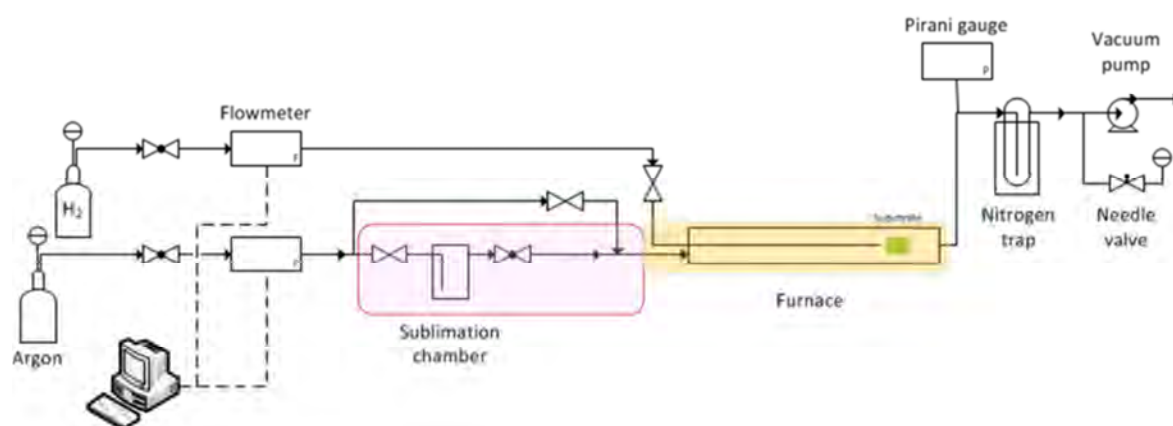 Pirani gauge
P
Vacuum
pump
Flowmeter
F
H2
Substrate
Nitrogen
trap
Needle
valve
F
Furnace
Sublimation
chamber
Argon